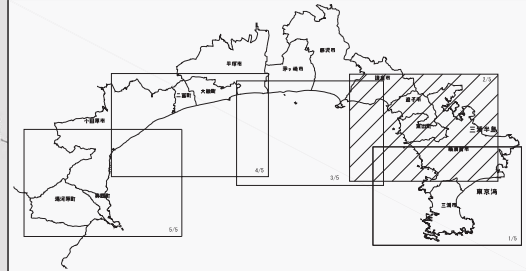 藤沢市
平塚市
茅ヶ崎市
鎌倉市
2/5
大磯町
二宮町
逗子市
小田原市
葉山町
三浦半島
横須賀市
4/5
3/5
湯河原町
真鶴町
東京湾
三浦市
5/5
1/5